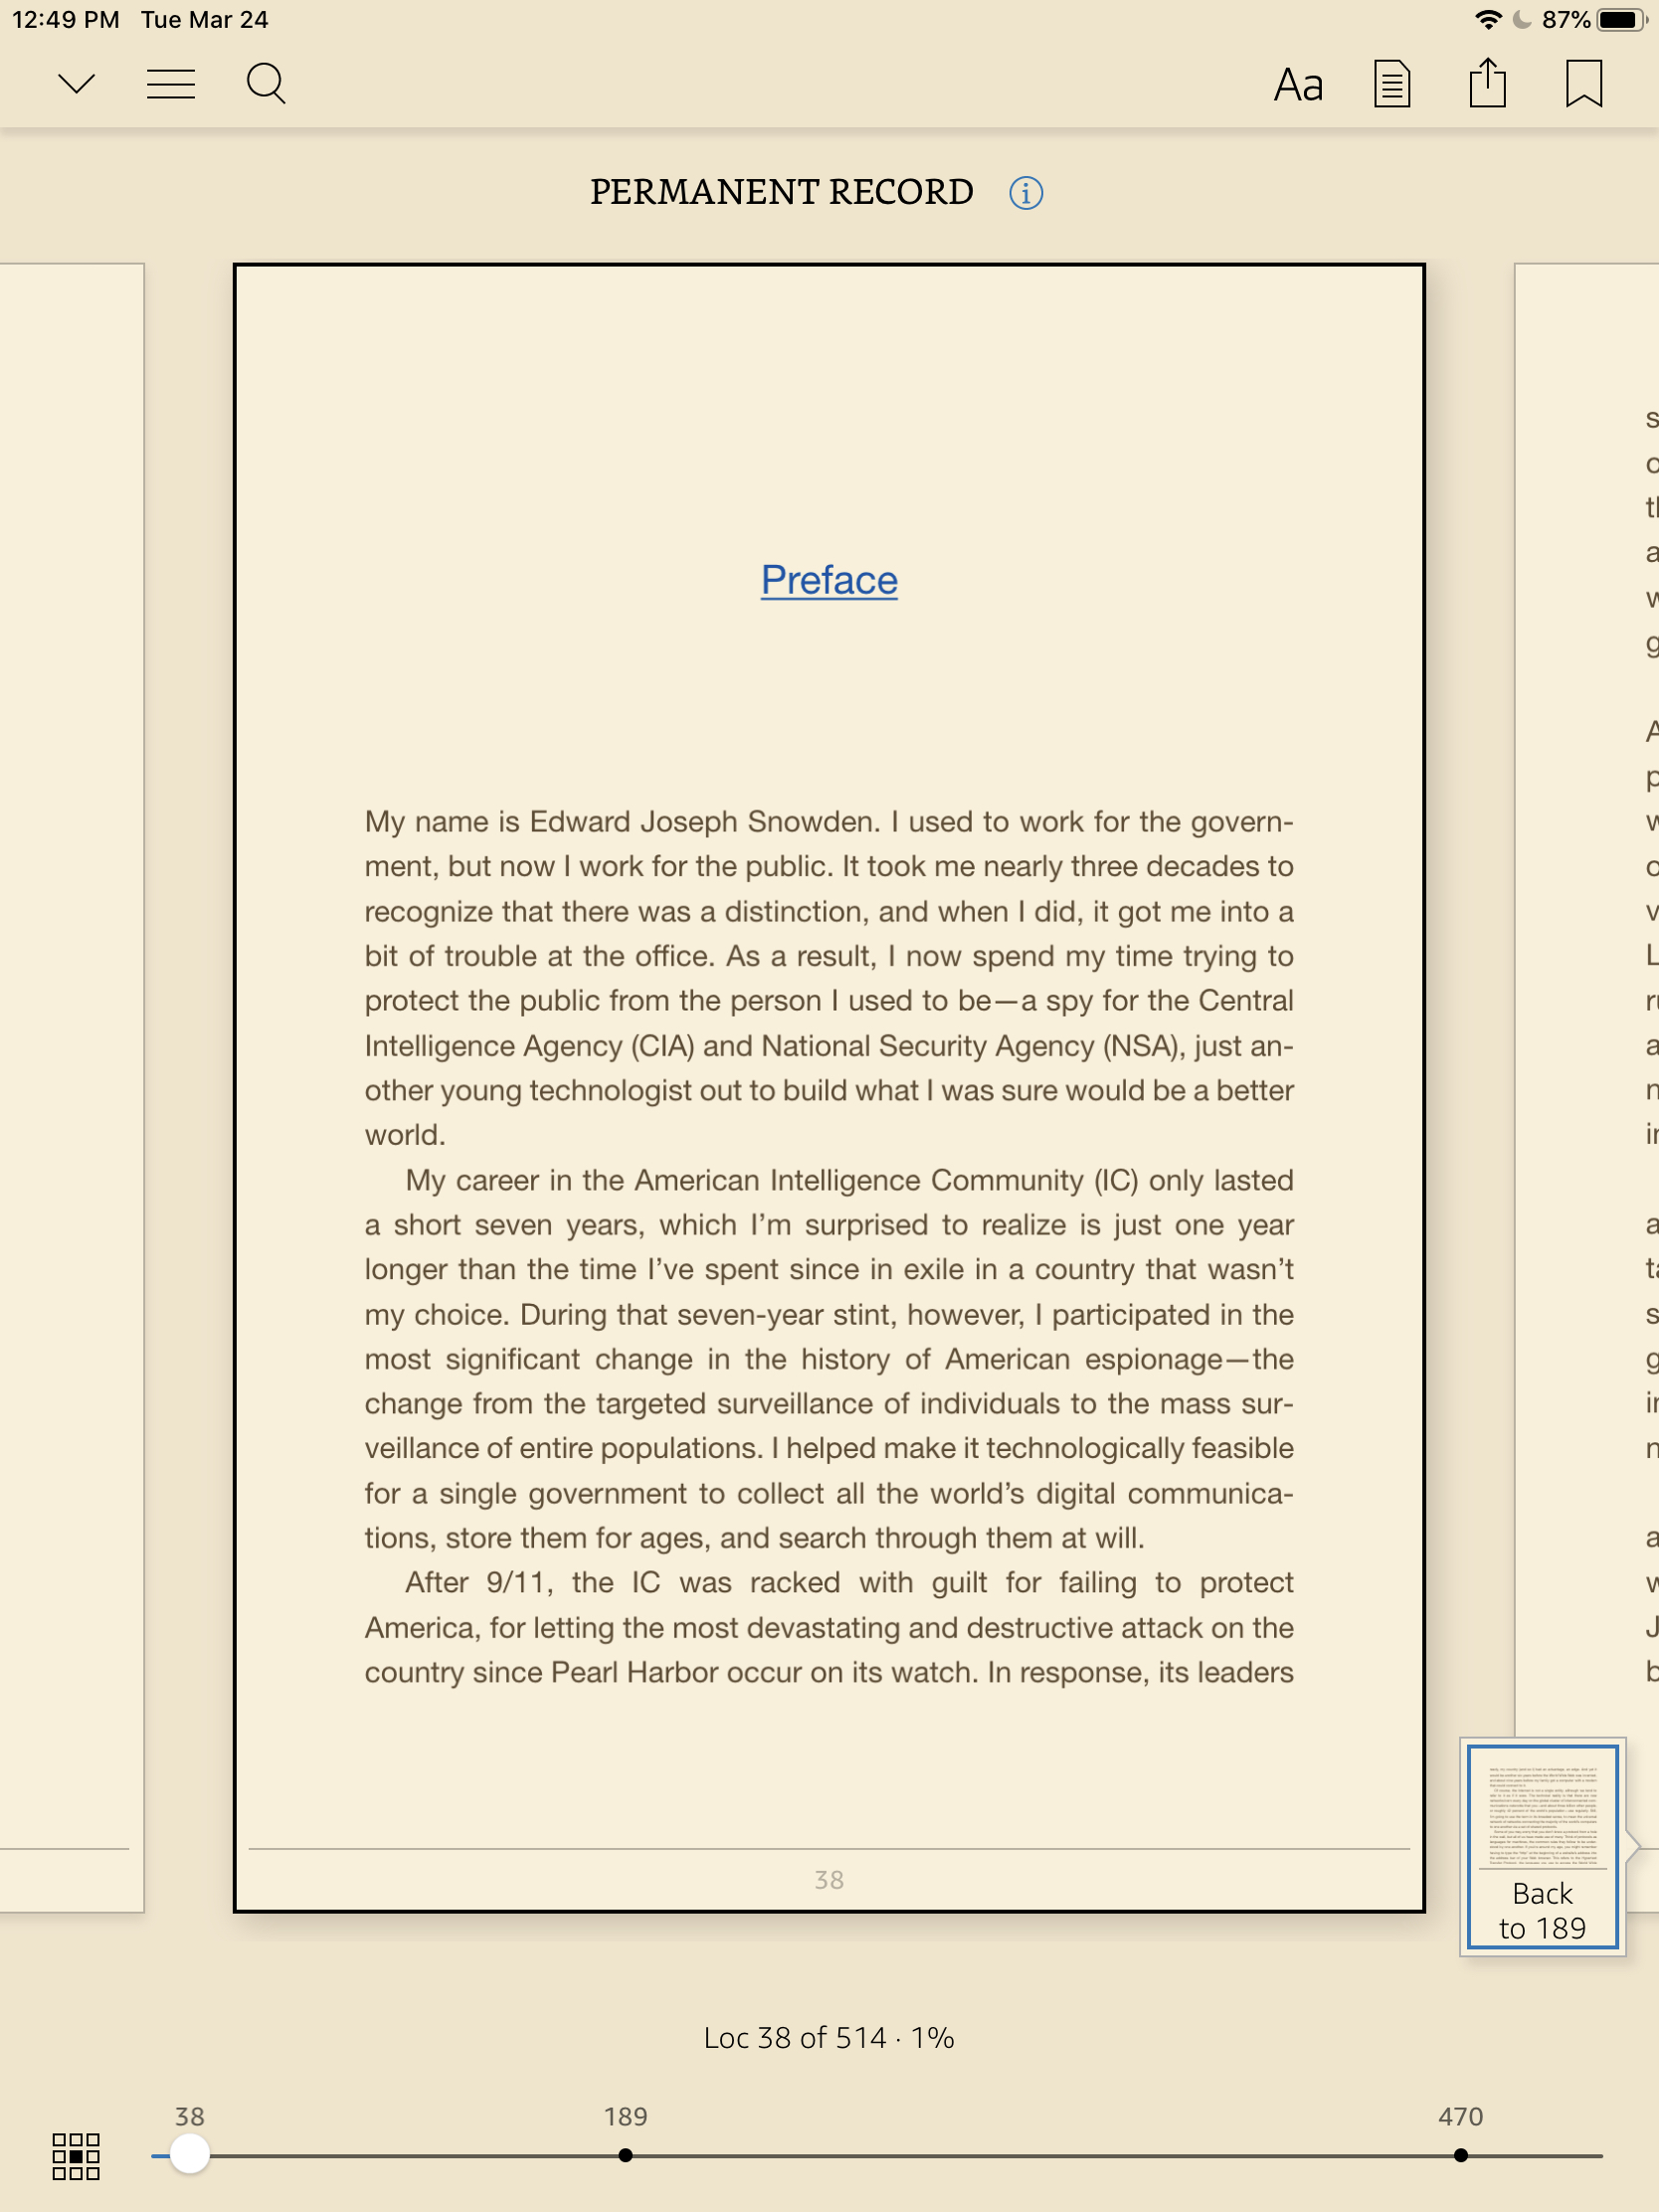 12:49 PM Tue Mar 24
87%
Aa
PERMANENT RECORD
Preface
My name is Edward Joseph Snowden. I used to work for the govern-
ment, but now I work for the public. It took me nearly three decades to
recognize that there was a distinction, and when I did, it got me into a
bit of trouble at the office. As a result, I now spend my time trying to
protect the public from the person I used to be—a spy for the Central
Intelligence Agency (CIA) and National Security Agency (NSA), just an-
other young technologist out to build what I was sure would be a better
world.
My career in the American Intelligence Community (IC) only lasted
a short seven years, which I’m surprised to realize is just one year
longer than the time I’ve spent since in exile in a country that wasn’t
my choice. During that seven-year stint, however, I participated in the
most significant change in the history of American espionage—the
change from the targeted surveillance of individuals to the mass sur-
veillance of entire populations. I helped make it technologically feasible
for a single government to collect all the world’s digital communica-
tions, store them for ages, and search through them at will.
After 9/11, the IC was racked with guilt for failing to protect
America, for letting the most devastating and destructive attack on the
country since Pearl Harbor occur on its watch. In response, its leaders
38
Back
to 189
Loc 38 of 514 · 1%
38
189
470